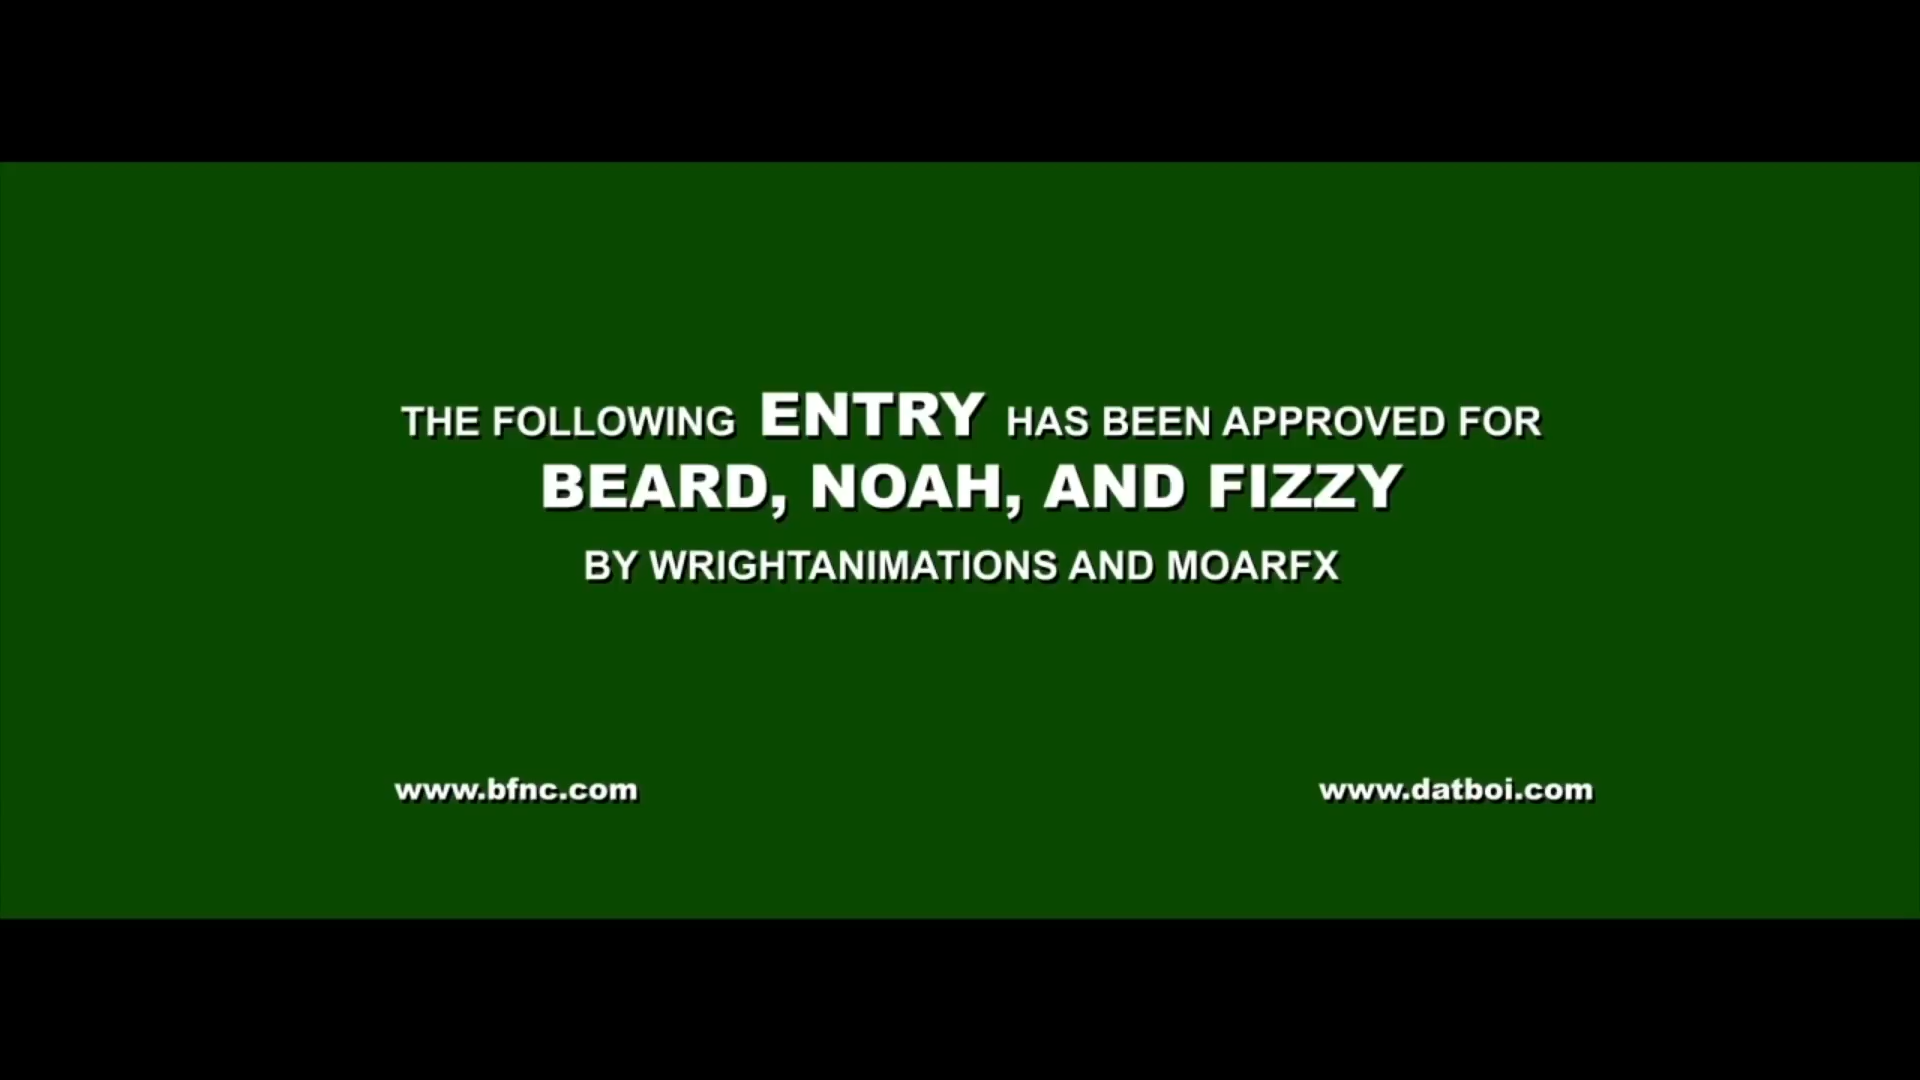 THE FOLLOWING ENTRY HAS BEEN APPROVED FOR
BEARD, NOAH, AND FIZZY
BY WRIGHTANIMATIONS AND MOARFX
www.bfnc.com
www.datboi.com